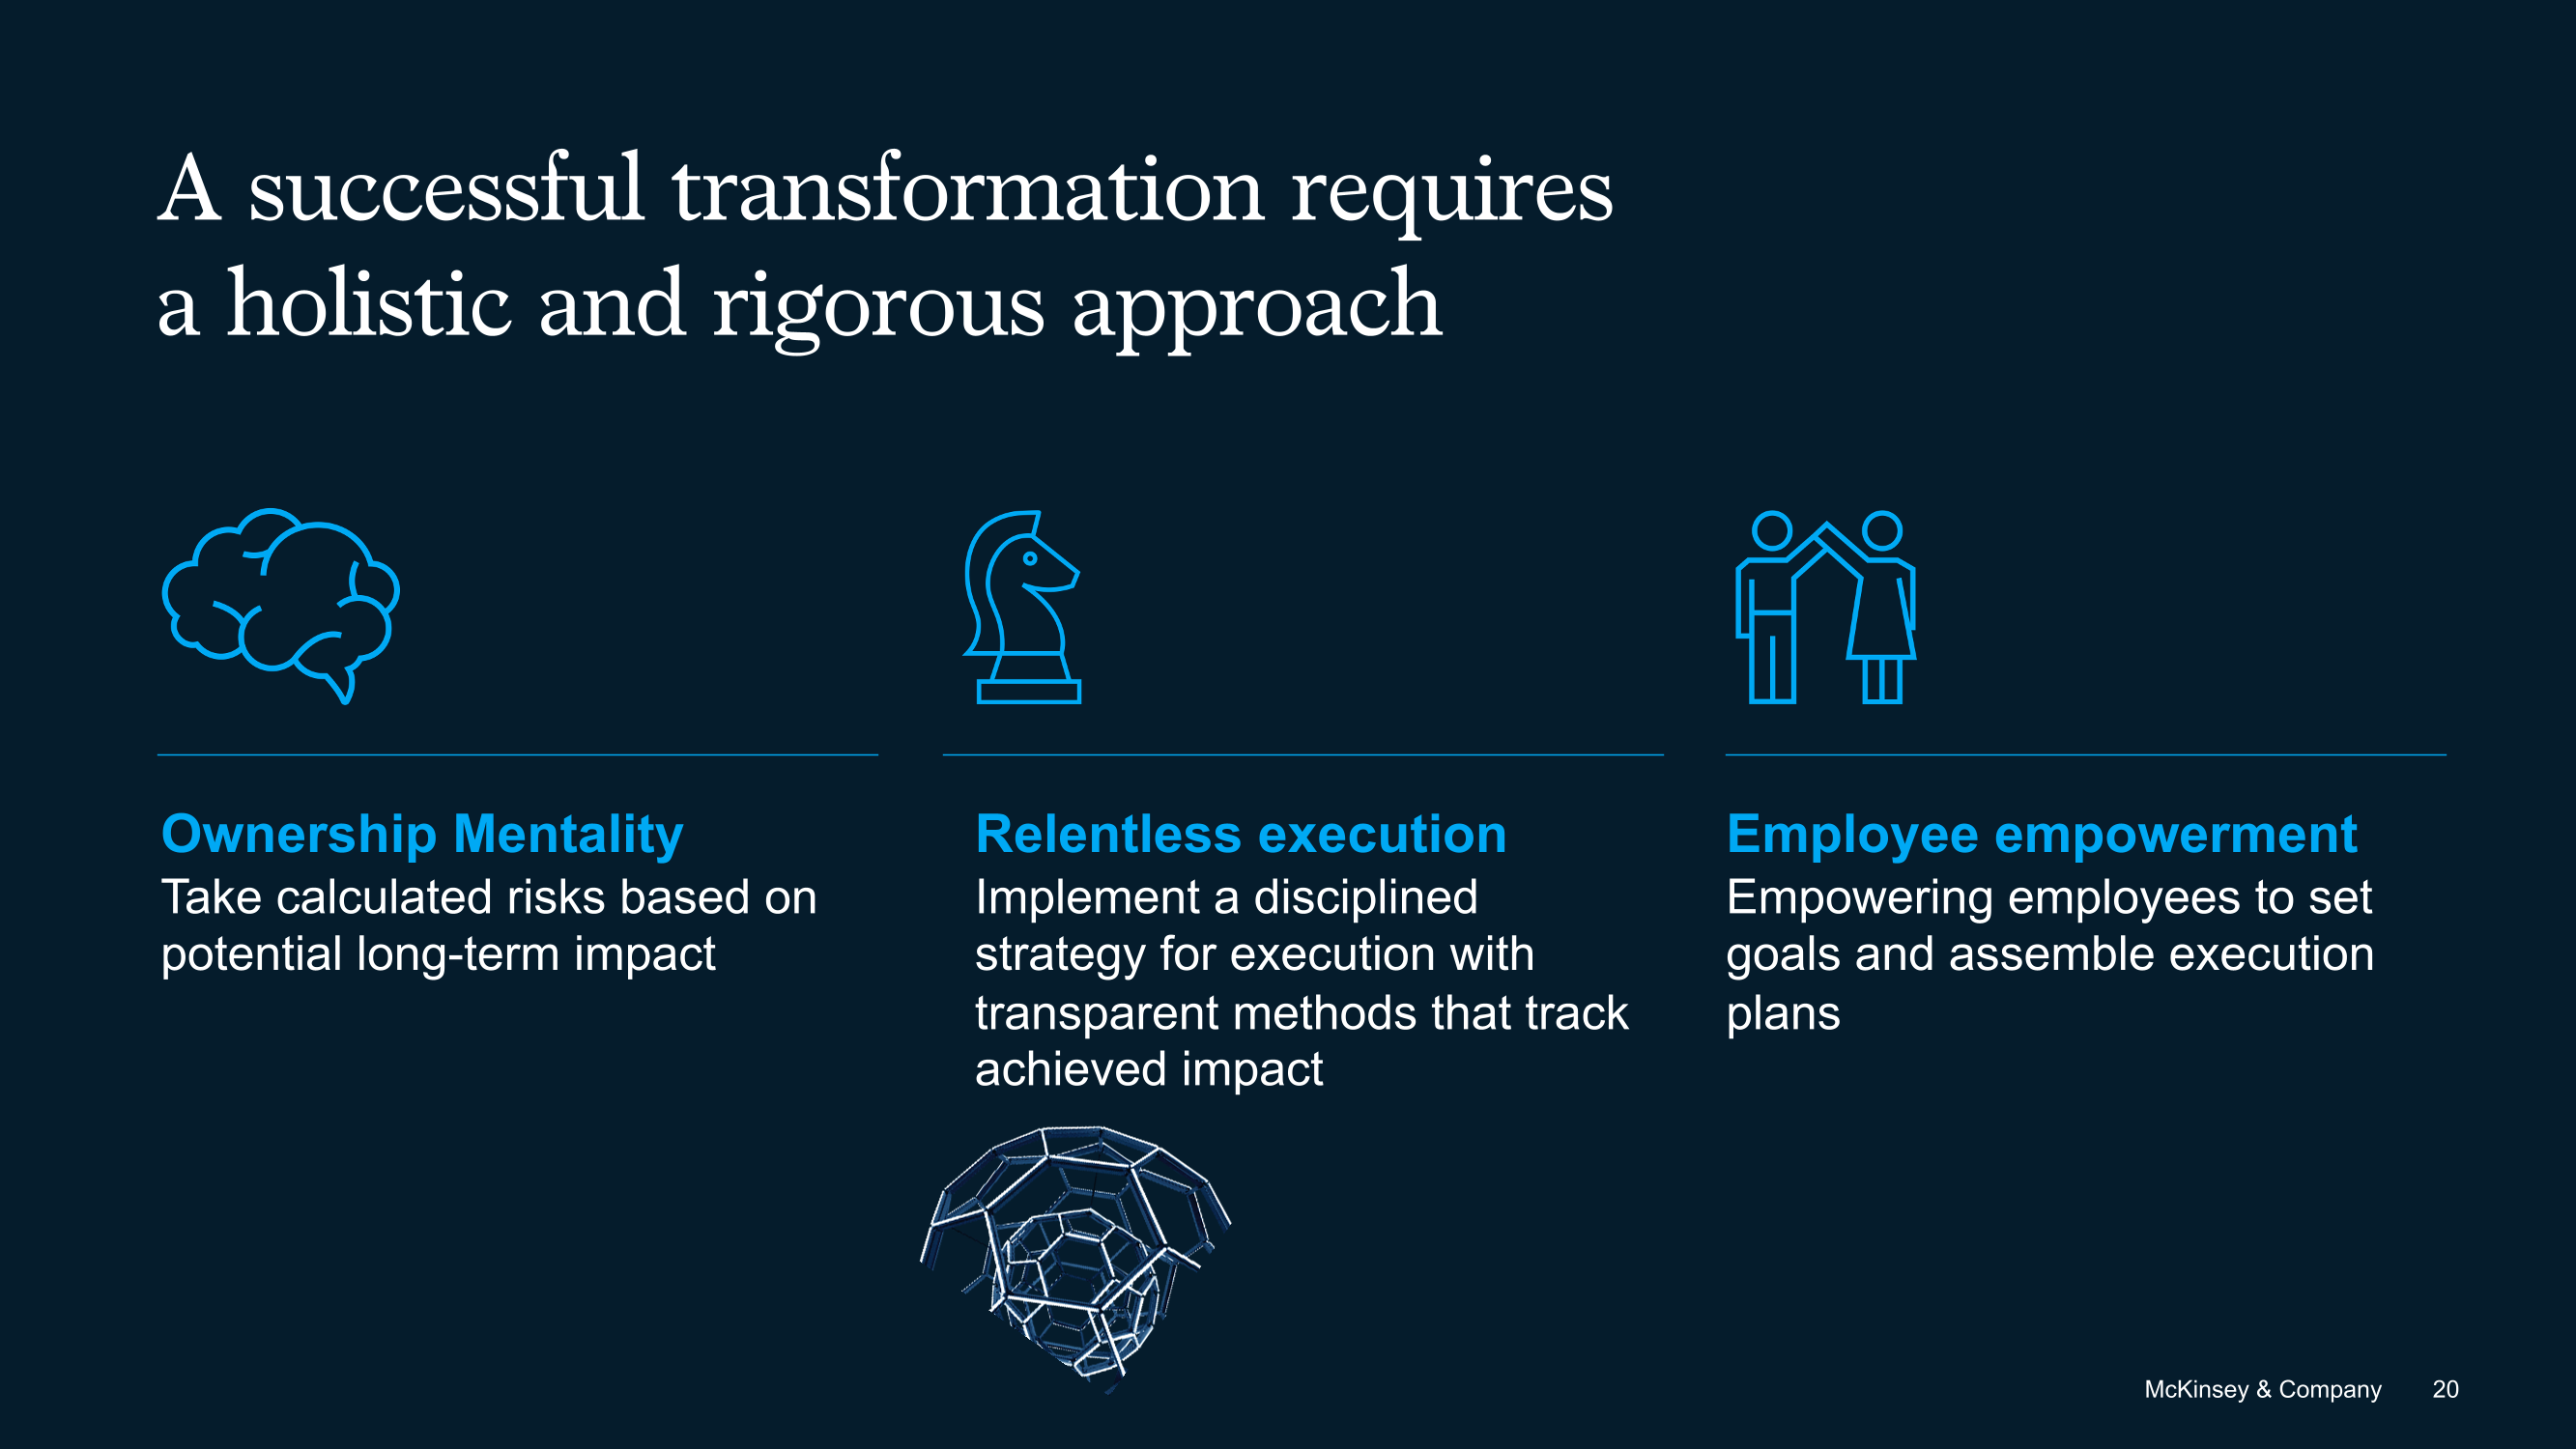 A successful transformation requires
a holistic and rigorous approach
Ownership Mentality
Take calculated risks based on
potential long-term impact
Relentless execution
Implement a disciplined
strategy for execution with
transparent methods that track
achieved impact
Employee empowerment
Empowering employees to set
goals and assemble execution
plans
McKinsey & Company 20